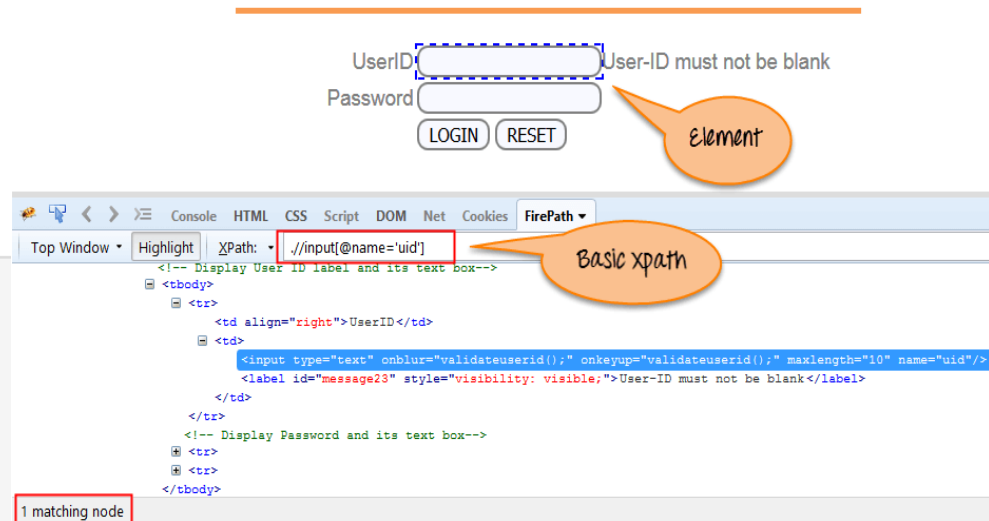 UserID User-ID must not be blank
Password
LOGIN RESET
Element
Console HTML CSS Script DOM Net Cookies FirePath
Top Window Highlight XPath: .//input[@name='uid']
Basic xpath
<!-- Display User ID label and its text box-->
<tbody>
<tr>
<td align="right">UserID</td>
<td>
<input type="text" onblur="validateuserid();" onkeyup="validateuserid();" maxlength="10" name="uid"/>
<label id="message23" style="visibility: visible;">User-ID must not be blank</label>
</td>
</tr>
<!-- Display Password and its text box-->
<tr>
<tr>
</tbody>
1 matching node